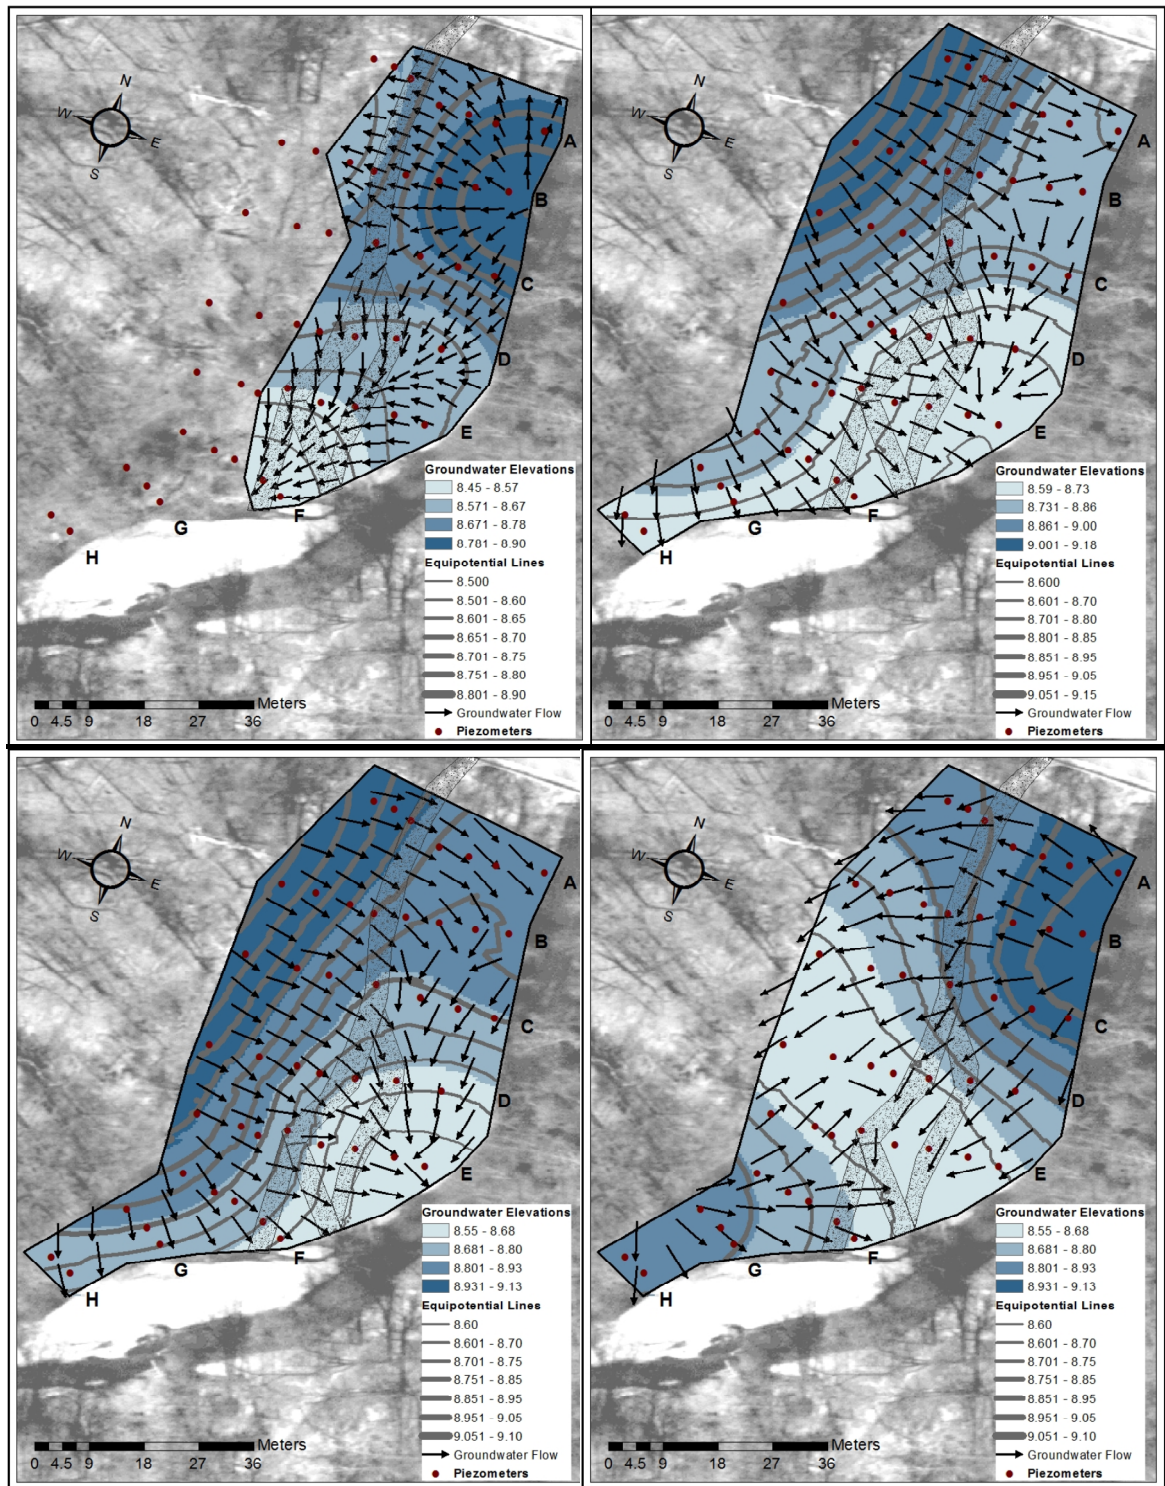 N
W
E
S
A
B
C
D
E
F
G
H
Groundwater Elevations
8.45 - 8.57
8.571 - 8.67
8.671 - 8.78
8.781 - 8.90
Equipotential Lines
8.500
8.501 - 8.60
8.601 - 8.65
8.651 - 8.70
8.701 - 8.75
8.751 - 8.80
8.801 - 8.90
Groundwater Flow
Piezometers
Meters
0 4.5 9 18 27 36
N
W
E
S
A
B
C
D
E
F
G
H
Groundwater Elevations
8.59 - 8.73
8.731 - 8.86
8.861 - 9.00
9.001 - 9.18
Equipotential Lines
8.600
8.601 - 8.70
8.701 - 8.80
8.801 - 8.85
8.851 - 8.95
8.951 - 9.05
9.051 - 9.15
Groundwater Flow
Piezometers
Meters
0 4.5 9 18 27 36
N
W
E
S
A
B
C
D
E
F
G
H
Groundwater Elevations
8.55 - 8.68
8.681 - 8.80
8.801 - 8.93
8.931 - 9.13
Equipotential Lines
8.60
8.601 - 8.70
8.701 - 8.75
8.751 - 8.85
8.851 - 8.95
8.951 - 9.05
9.051 - 9.10
Groundwater Flow
Piezometers
Meters
0 4.5 9 18 27 36
N
W
E
S
A
B
C
D
E
F
G
H
Groundwater Elevations
8.55 - 8.68
8.681 - 8.80
8.801 - 8.93
8.931 - 9.13
Equipotential Lines
8.60
8.601 - 8.70
8.701 - 8.75
8.751 - 8.85
8.851 - 8.95
8.951 - 9.05
9.051 - 9.10
Groundwater Flow
Piezometers
Meters
0 4.5 9 18 27 36